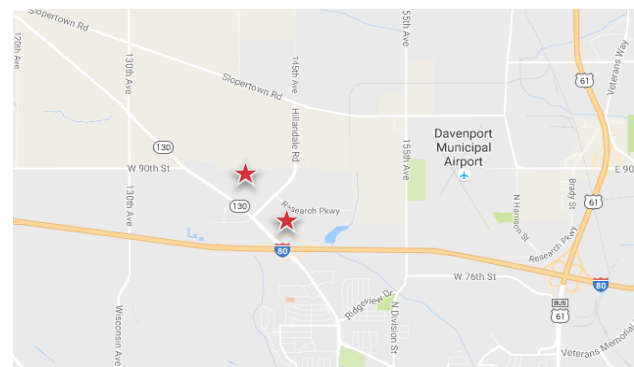 Slopertown Rd
120th Ave
130th Ave
145th Ave
Hillandale Rd
155th Ave
Veterans Way
61
Slopertown Rd
Davenport
Municipal
Airport
130
W 90th St
155th Ave
E 90
130th Ave
130
Research Pkwy
N Harrison St
Brady St
61
Research Pkwy
80
W 76th St
80
Ridgeview Dr
N Division St
BUS
61
Wisconsin Ave
Veterans Memorial